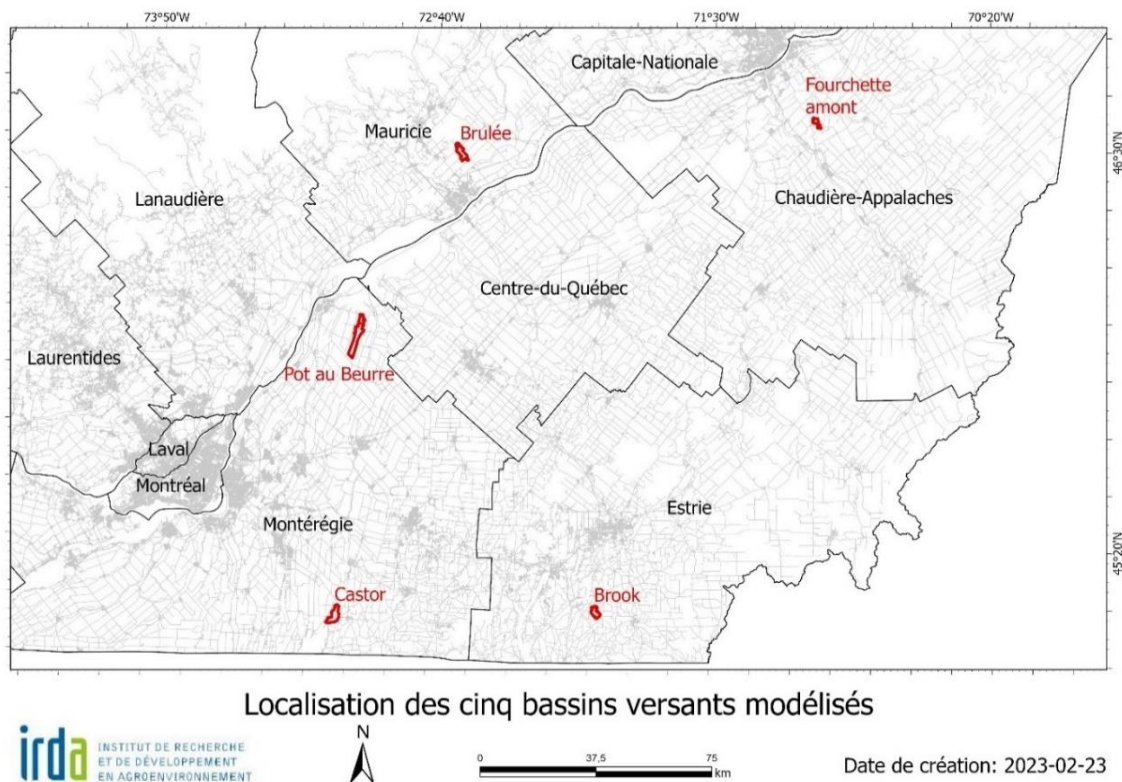 73°50'W 72°40'W 71°30'W 70°20'W
Capitale-Nationale
Fourchette
amont
Mauricie
Brulée
46°30'N
Lanaudière
Chaudière-Appalaches
Centre-du-Québec
Laurentides
Pot au Beurre
Laval
Montréal
Montérégie
Estrie
45°20'N
Castor
Brook
Localisation des cinq bassins versants modélisés
irda
INSTITUT DE RECHERCHE
ET DE DÉVELOPPEMENT
EN AGROENVIRONNEMENT
N
0 37,5 75
km
Date de création: 2023-02-23